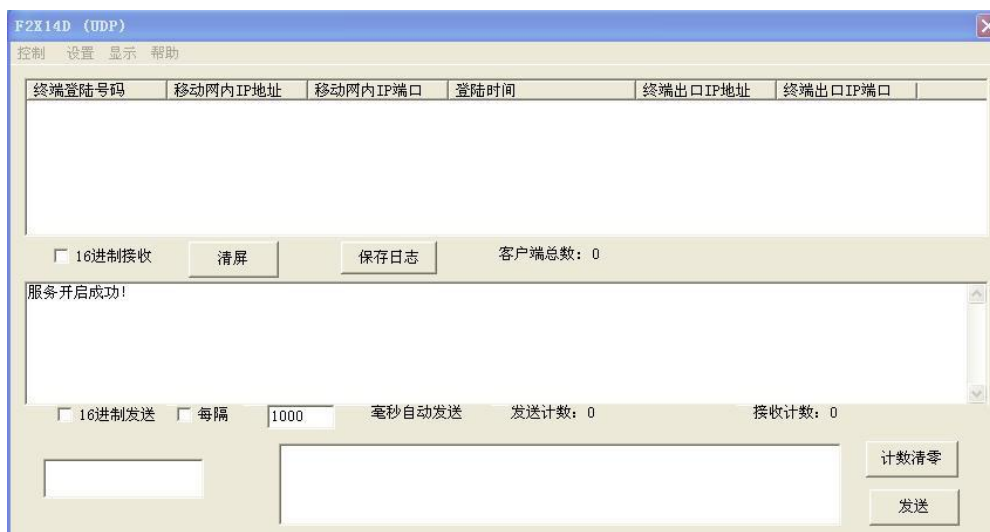 F2X14D (UDP)
控制 设置 显示 帮助
终端登陆号码 移动网内IP地址 移动网内IP端口 登陆时间 终端出口IP地址 终端出口IP端口
16进制接收 清屏 保存日志 客户端总数: 0
服务开启成功!
16进制发送 每隔 1000 毫秒自动发送 发送计数: 0 接收计数: 0
计数清零
发送